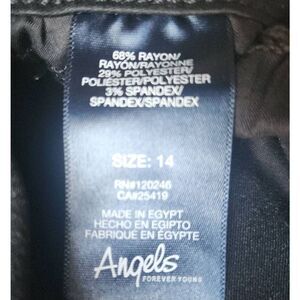 68% RAYON/
RAYON/RAYONNE
29% POLYESTER/
POLIESTER/POLYESTER
3% SPANDEX/
SPANDEX/SPANDEX
SIZE: 14
RN#120246
CA#25419
MADE IN EGYPT
HECHO EN EGIPTO
FABRIQUÉ EN ÉGYPTE
Angels
FOREVER YOUNG